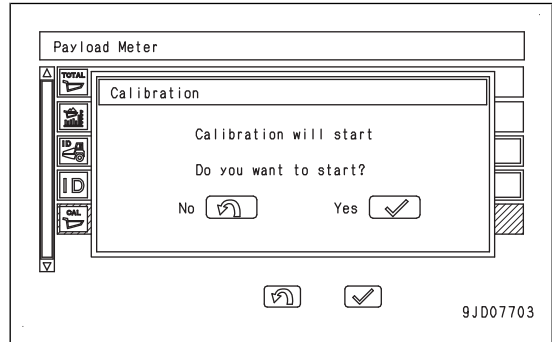 Payload Meter
TOTAL
Calibration
Calibration will start
ID
Do you want to start?
ID
No
Yes
CAL
9JD07703